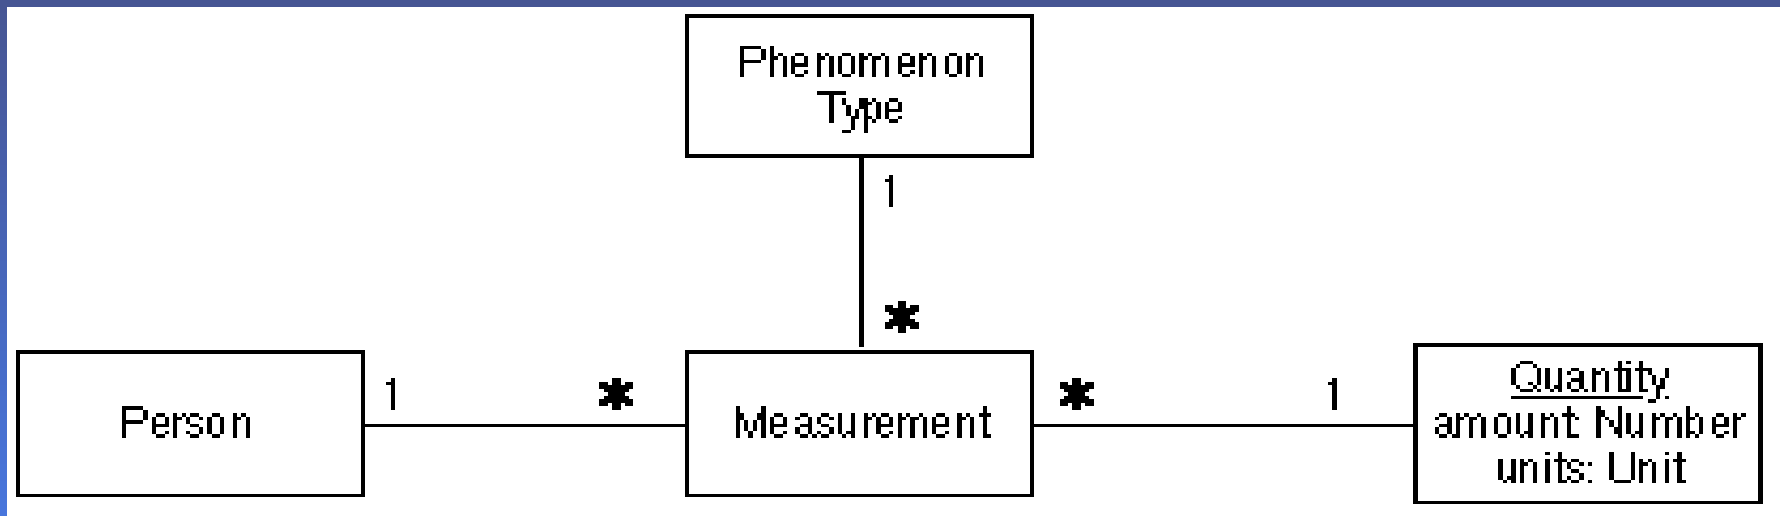 Phenomenon
Type
1
*
Person
1
*
Measurement
*
1
Quantity
amount: Number
units: Unit